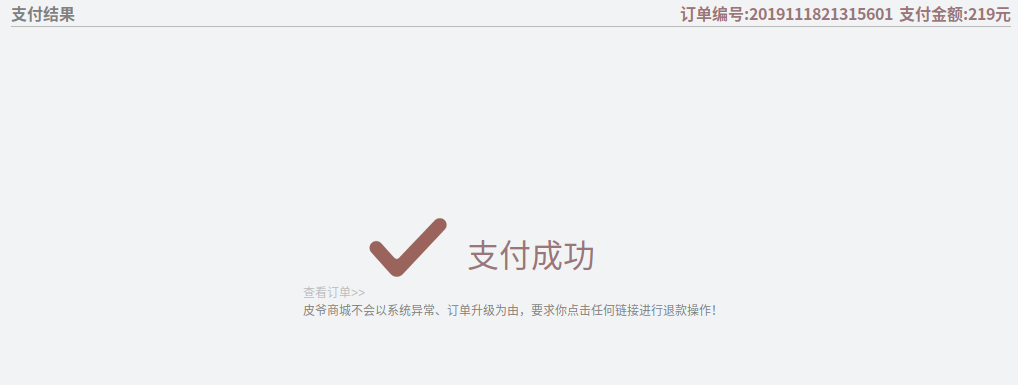 支付结果
订单编号:2019111821315601 支付金额:219元
支付成功
查看订单>>
皮爷商城不会以系统异常、订单升级为由，要求你点击任何链接进行退款操作!